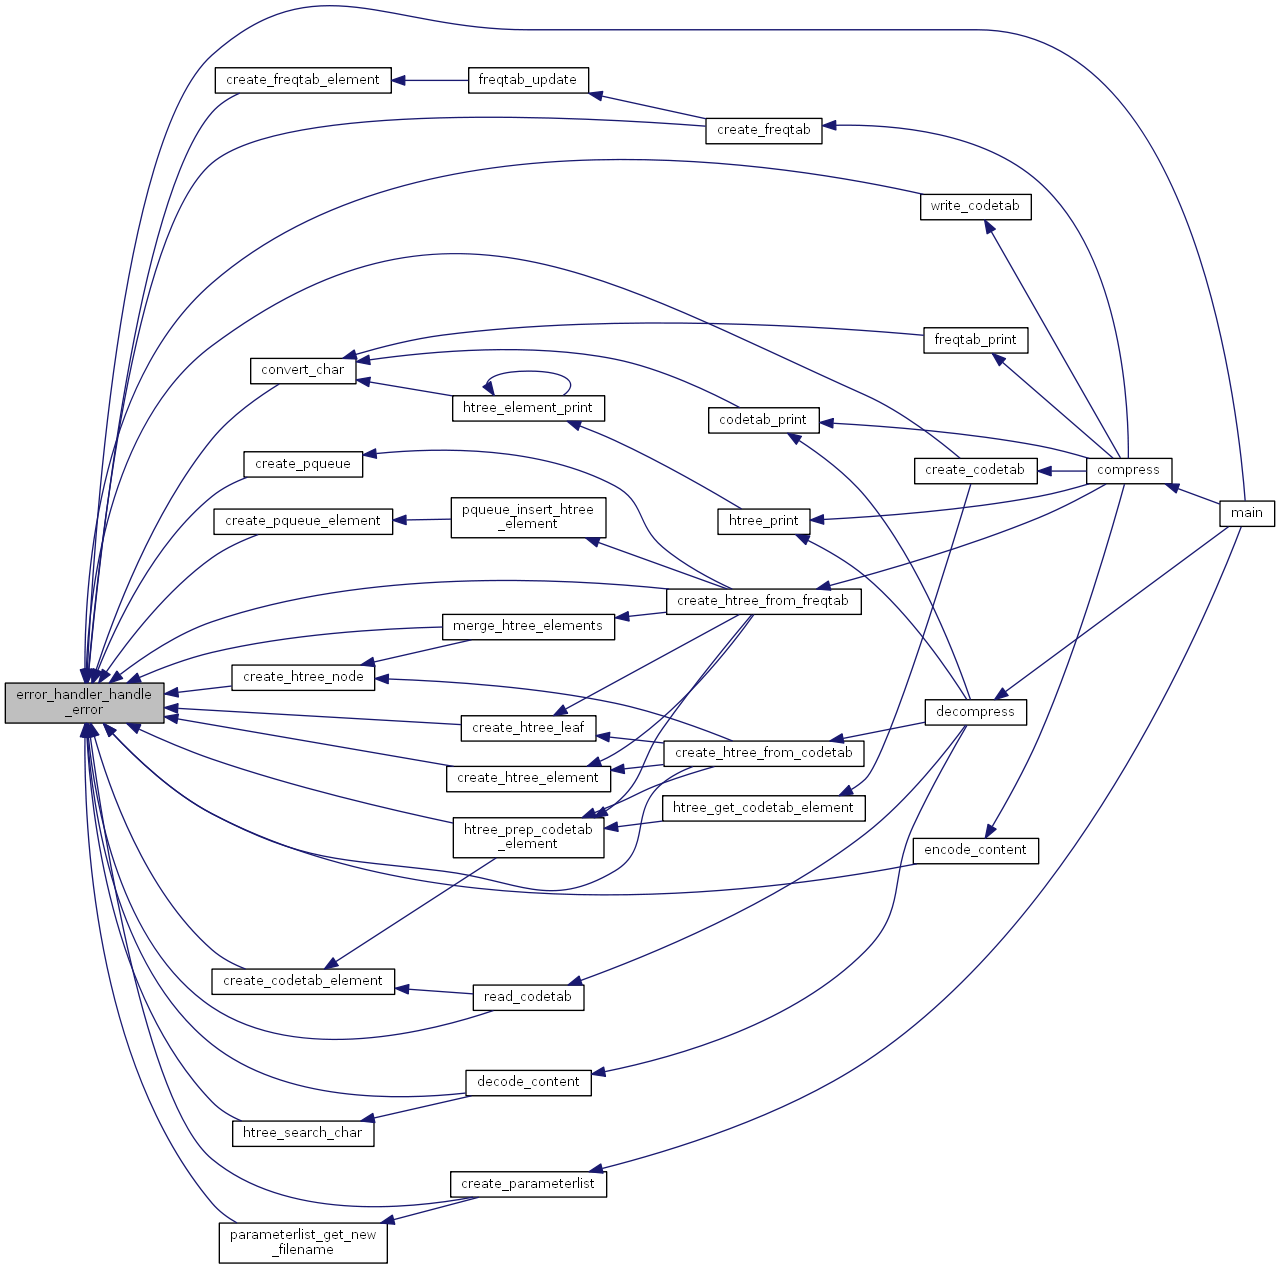 create_freqtab_element
freqtab_update
create_freqtab
write_codetab
freqtab_print
convert_char
htree_element_print
codetab_print
create_pqueue
create_codetab
compress
create_pqueue_element
pqueue_insert_htree
_element
htree_print
main
create_htree_from_freqtab
merge_htree_elements
create_htree_node
error_handler_handle
_error
create_htree_leaf
decompress
create_htree_from_codetab
create_htree_element
htree_get_codetab_element
htree_prep_codetab
_element
encode_content
create_codetab_element
read_codetab
decode_content
htree_search_char
create_parameterlist
parameterlist_get_new
_filename